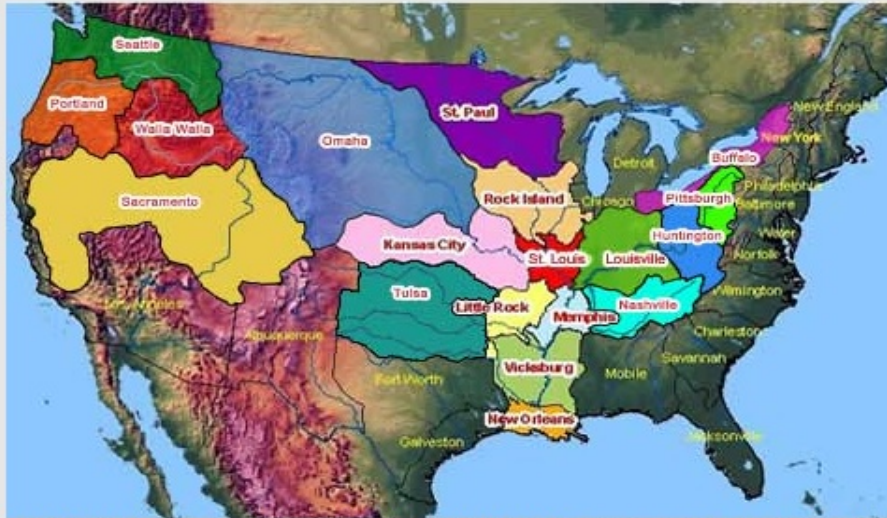 Seattle
Portland
Walla Walla
Omaha
St. Paul
Sacramento
Rock Island
Kansas City
St. Louis
Tulsa
Little Rock
Memphis
Louisville
Huntington
Pittsburgh
Buffalo
Nashville
Vicksburg
New Orleans
New England
New York
Detroit
Chicago
Philadelphia
Baltimore
Norfolk
Wilmington
Charleston
Savannah
Mobile
Jacksonville
Los Angeles
Albuquerque
Fort Worth
Galveston